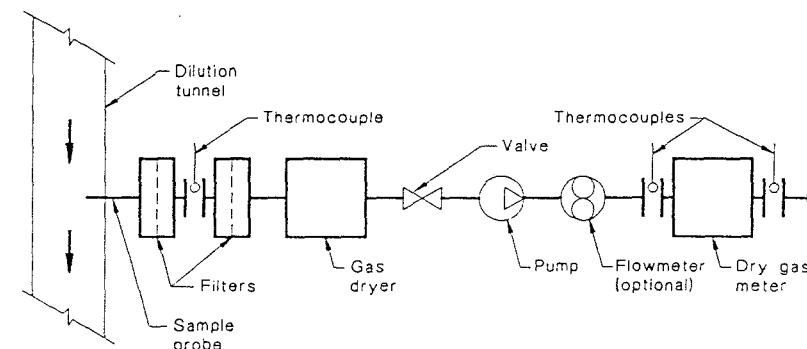 Dilution
tunnel
Thermocouple
Thermocouples
Valve
Filters
Gas
dryer
Pump
Flowmeter
(optional)
Dry gas
meter
Sample
probe